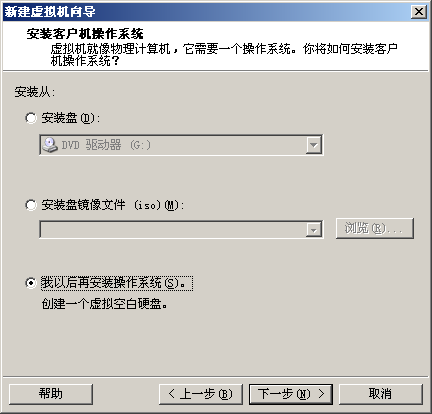 新建虚拟机向导
安装客户机操作系统
虚拟机就像物理计算机，它需要一个操作系统。你将如何安装客户
机操作系统？
安装从:
安装盘(D):
DVD 驱动器 (G:)
安装盘镜像文件 (iso)(M):
浏览(R)...
我以后再安装操作系统(S)。
创建一个虚拟空白硬盘。
帮助
< 上一步(B)
下一步(N) >
取消